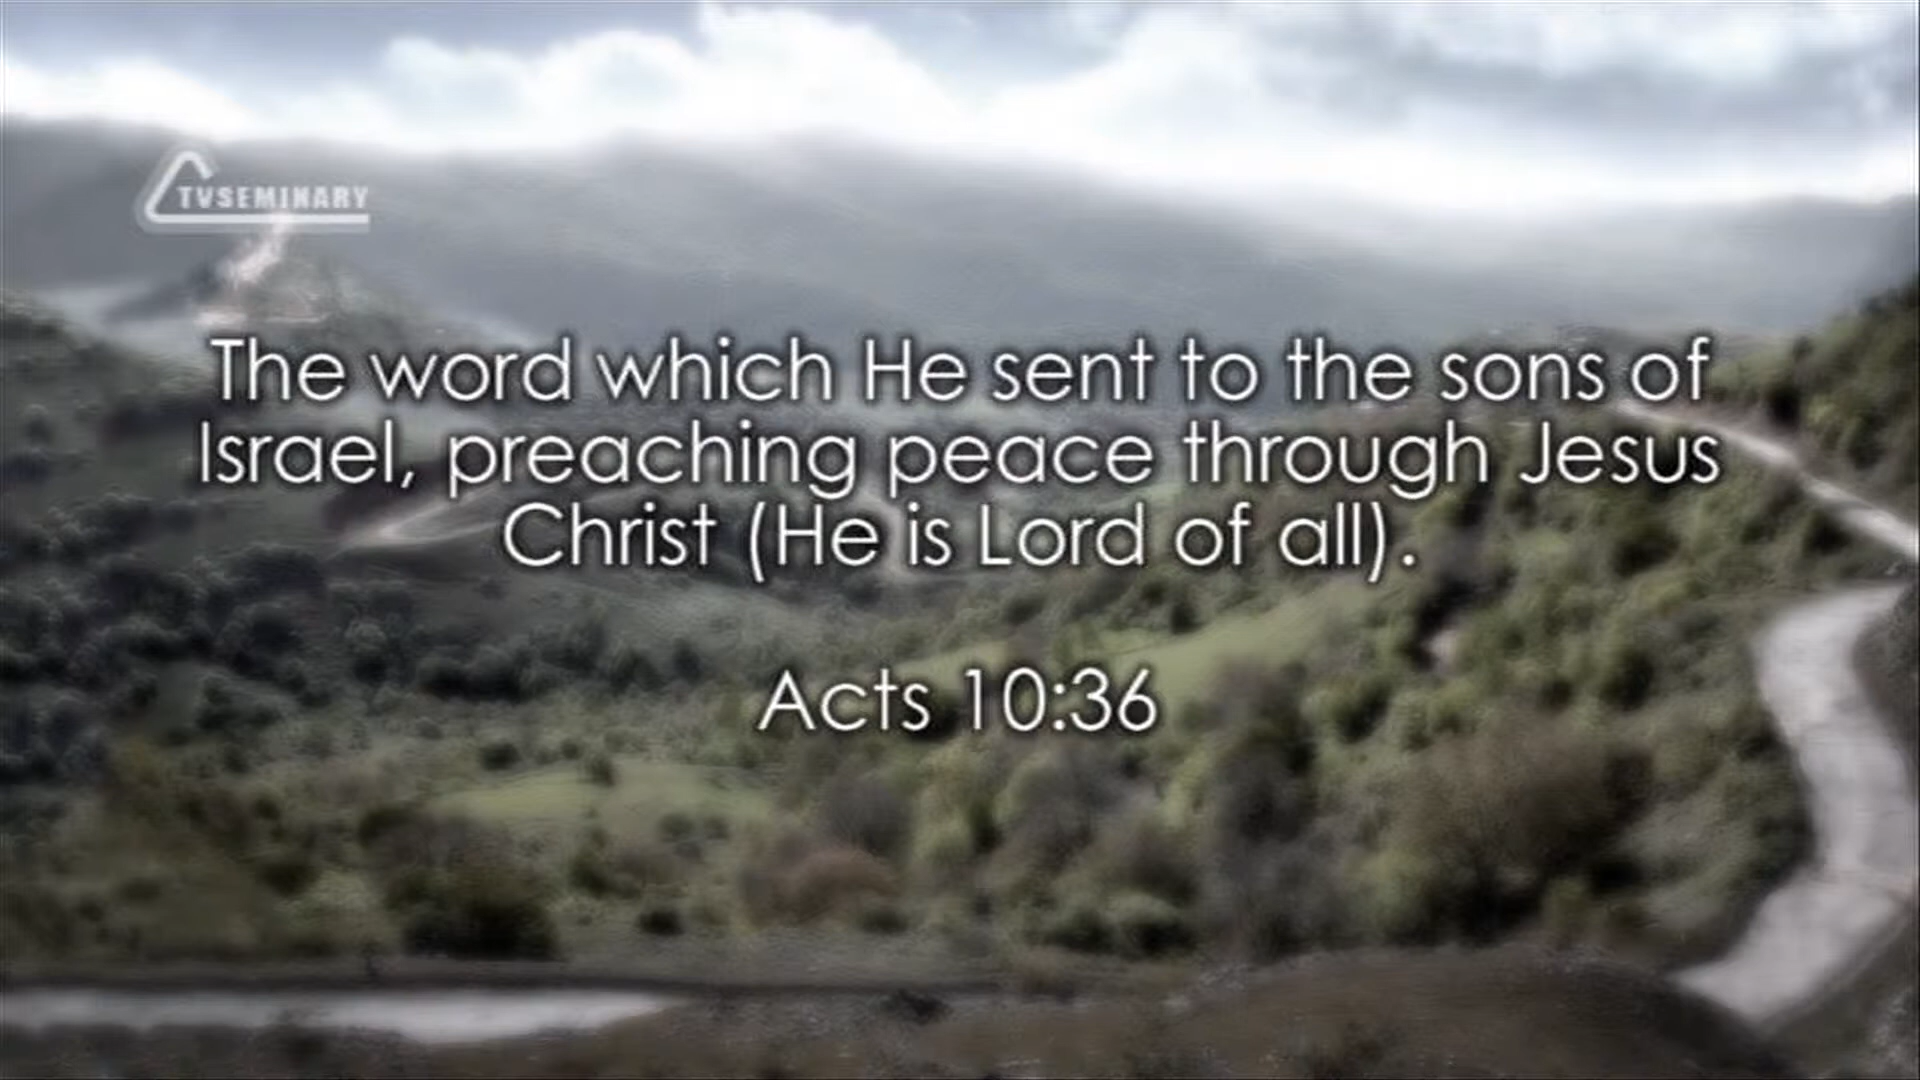 TVSEMINARY
The word which He sent to the sons of
Israel, preaching peace through Jesus
Christ (He is Lord of all).
Acts 10:36